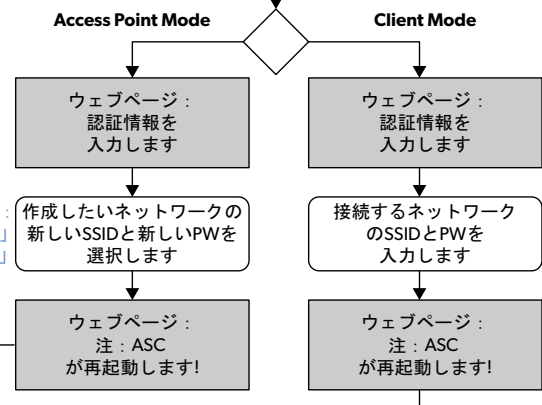 Access Point Mode
Client Mode
ウェブページ：
認証情報を
入力します
ウェブページ：
認証情報を
入力します
：
」
」
作成したいネットワークの
新しいSSIDと新しいPWを
選択します
接続するネットワーク
のSSIDとPWを
入力します
ウェブページ：
注：ASC
が再起動します!
ウェブページ：
注：ASC
が再起動します!